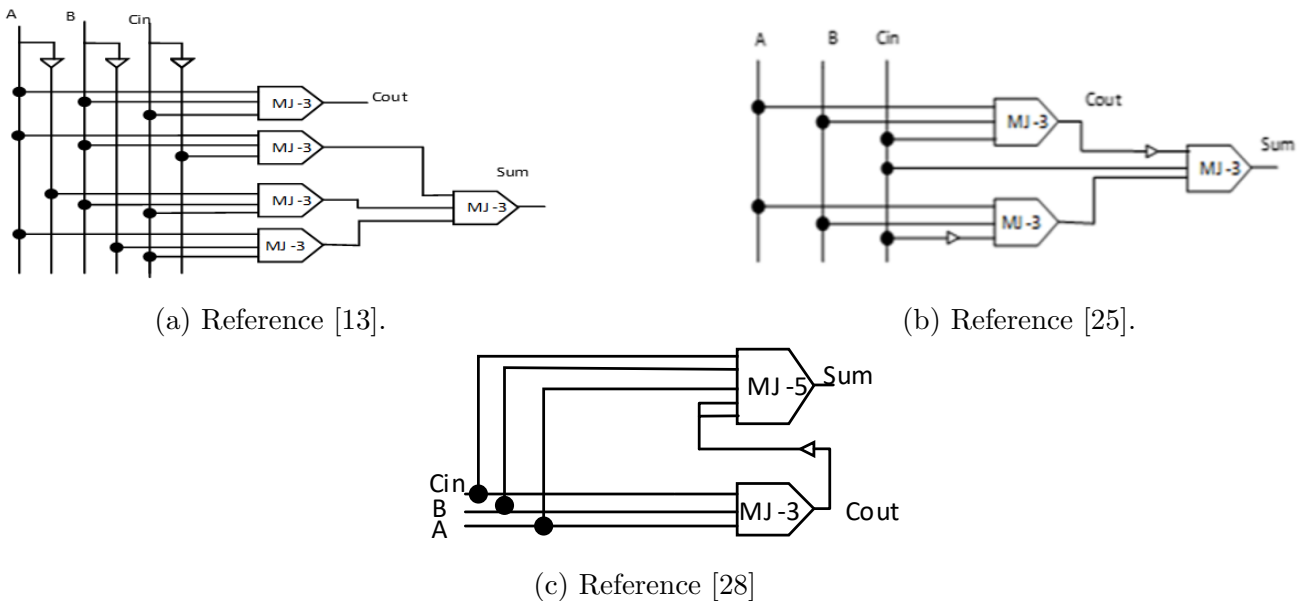 A B Cin
MJ-3 Cout
MJ-3
Sum
MJ-3
MJ-3
MJ-3
(a) Reference [13].
A B Cin
Cout
MJ-3
Sum
MJ-3
MJ-3
(b) Reference [25].
MJ-5 Sum
Cin
B
A
MJ-3 Cout
(c) Reference [28]